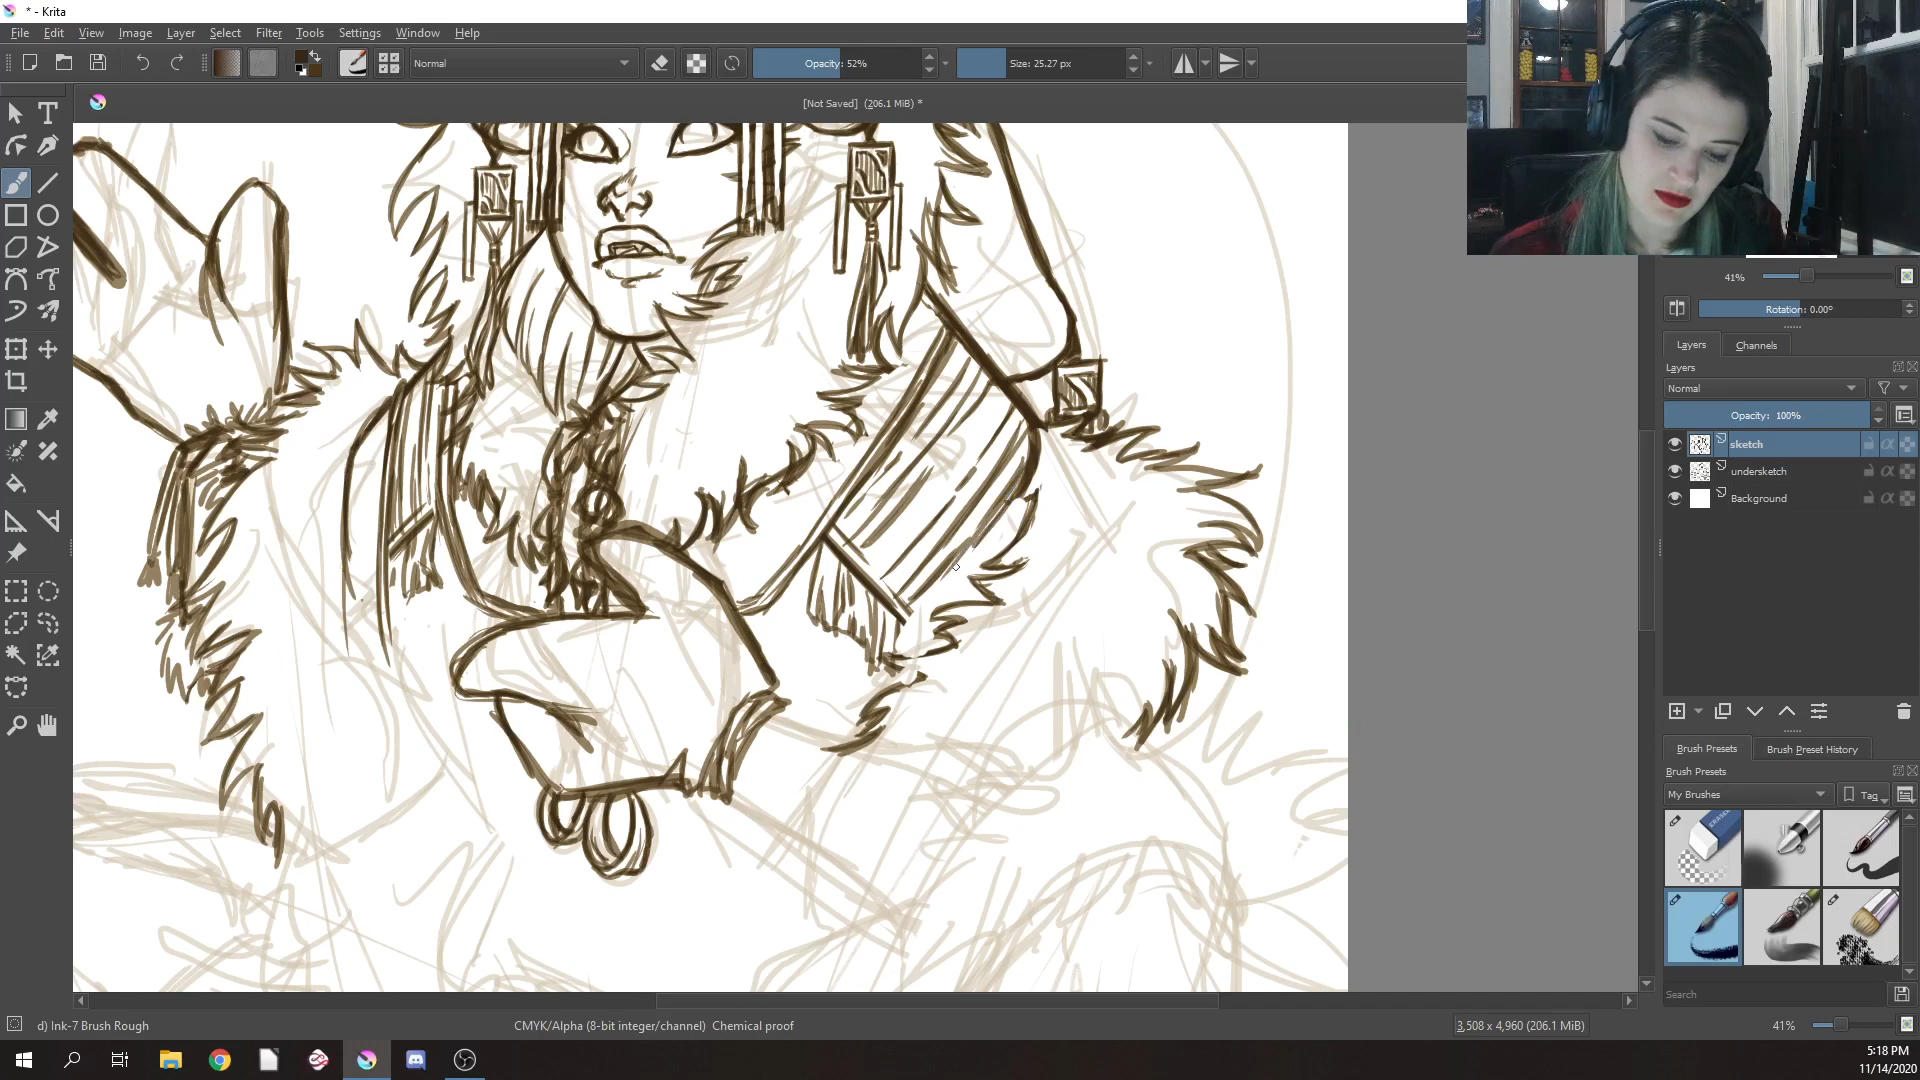 * - Krita
File Edit View Image Layer Select Filter Tools Settings Window Help
Normal Opacity: 52% Size: 25.27 px
[Not Saved] (206.1 MiB) *
41%
Rotation: 0.00°
Layers Channels
Layers
Normal
Opacity: 100%
sketch
undersketch
Background
Brush Presets Brush Preset History
Brush Presets
My Brushes Tag
ERASER
Search
d) Ink-7 Brush Rough CMYK/Alpha (8-bit integer/channel) Chemical proof 3,508 x 4,960 (206.1 MiB) 41%
5:18 PM
11/14/2020